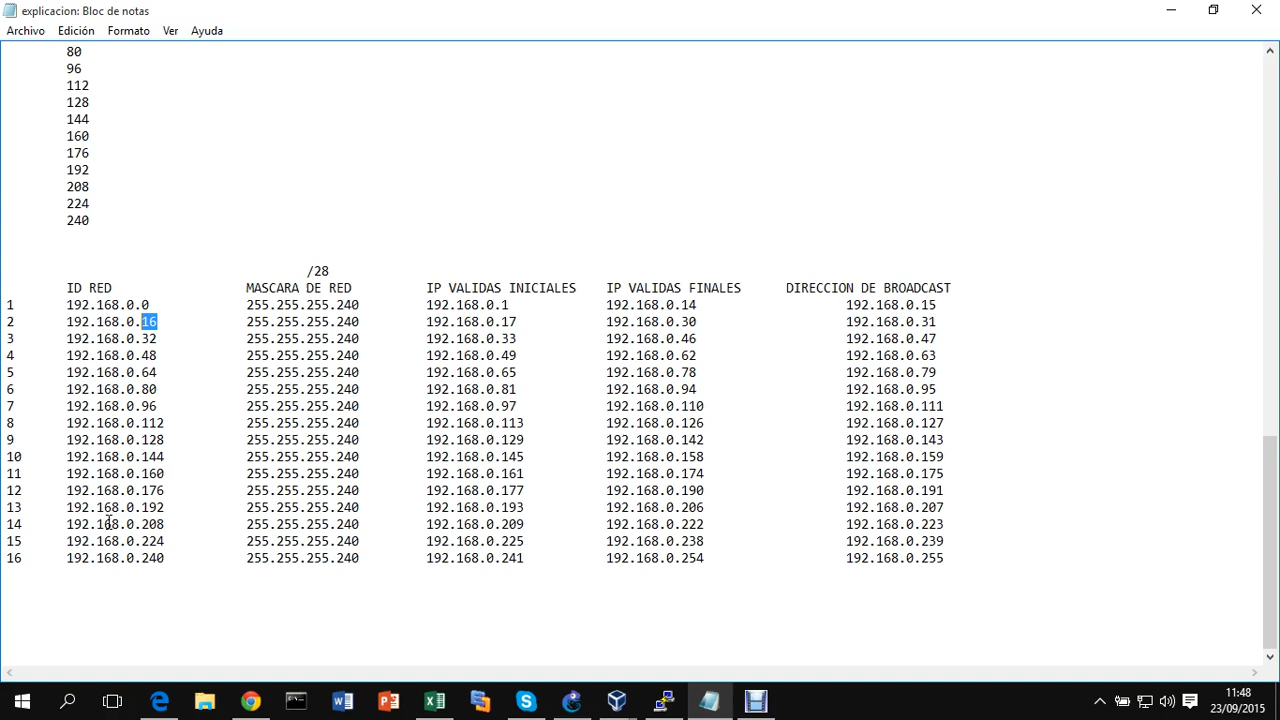 explicacion: Bloc de notas
Archivo Edición Formato Ver Ayuda
80
96
112
128
144
160
176
192
208
224
240
/28
ID RED MASCARA DE RED IP VALIDAS INICIALES IP VALIDAS FINALES DIRECCION DE BROADCAST
1 192.168.0.0 255.255.255.240 192.168.0.1 192.168.0.14 192.168.0.15
2 192.168.0.16 255.255.255.240 192.168.0.17 192.168.0.30 192.168.0.31
3 192.168.0.32 255.255.255.240 192.168.0.33 192.168.0.46 192.168.0.47
4 192.168.0.48 255.255.255.240 192.168.0.49 192.168.0.62 192.168.0.63
5 192.168.0.64 255.255.255.240 192.168.0.65 192.168.0.78 192.168.0.79
6 192.168.0.80 255.255.255.240 192.168.0.81 192.168.0.94 192.168.0.95
7 192.168.0.96 255.255.255.240 192.168.0.97 192.168.0.110 192.168.0.111
8 192.168.0.112 255.255.255.240 192.168.0.113 192.168.0.126 192.168.0.127
9 192.168.0.128 255.255.255.240 192.168.0.129 192.168.0.142 192.168.0.143
10 192.168.0.144 255.255.255.240 192.168.0.145 192.168.0.158 192.168.0.159
11 192.168.0.160 255.255.255.240 192.168.0.161 192.168.0.174 192.168.0.175
12 192.168.0.176 255.255.255.240 192.168.0.177 192.168.0.190 192.168.0.191
13 192.168.0.192 255.255.255.240 192.168.0.193 192.168.0.206 192.168.0.207
14 192.168.0.208 255.255.255.240 192.168.0.209 192.168.0.222 192.168.0.223
15 192.168.0.224 255.255.255.240 192.168.0.225 192.168.0.238 192.168.0.239
16 192.168.0.240 255.255.255.240 192.168.0.241 192.168.0.254 192.168.0.255
11:48
23/09/2015